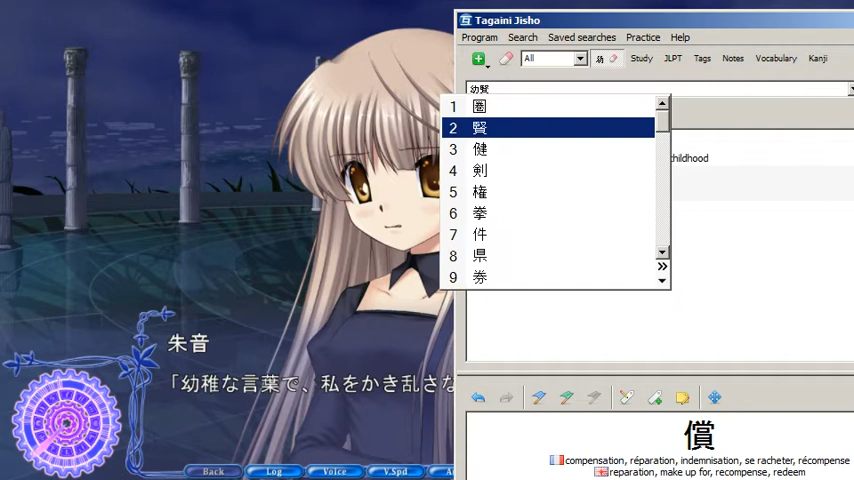 Tagaini Jisho
Program Search Saved searches Practice Help
All Study JLPT Tags Notes Vocabulary Kanji
幼賢
1 圏
2 賢
3 健
4 剣
5 権
6 拳
7 件
8 県
9 券
childhood
朱音
「幼稚な言葉で、私をかき乱さな
Back Log Voice V.Spd
償
compensation, réparation, indemnisation, se racheter, récompense
reparation, make up for, recompense, redeem